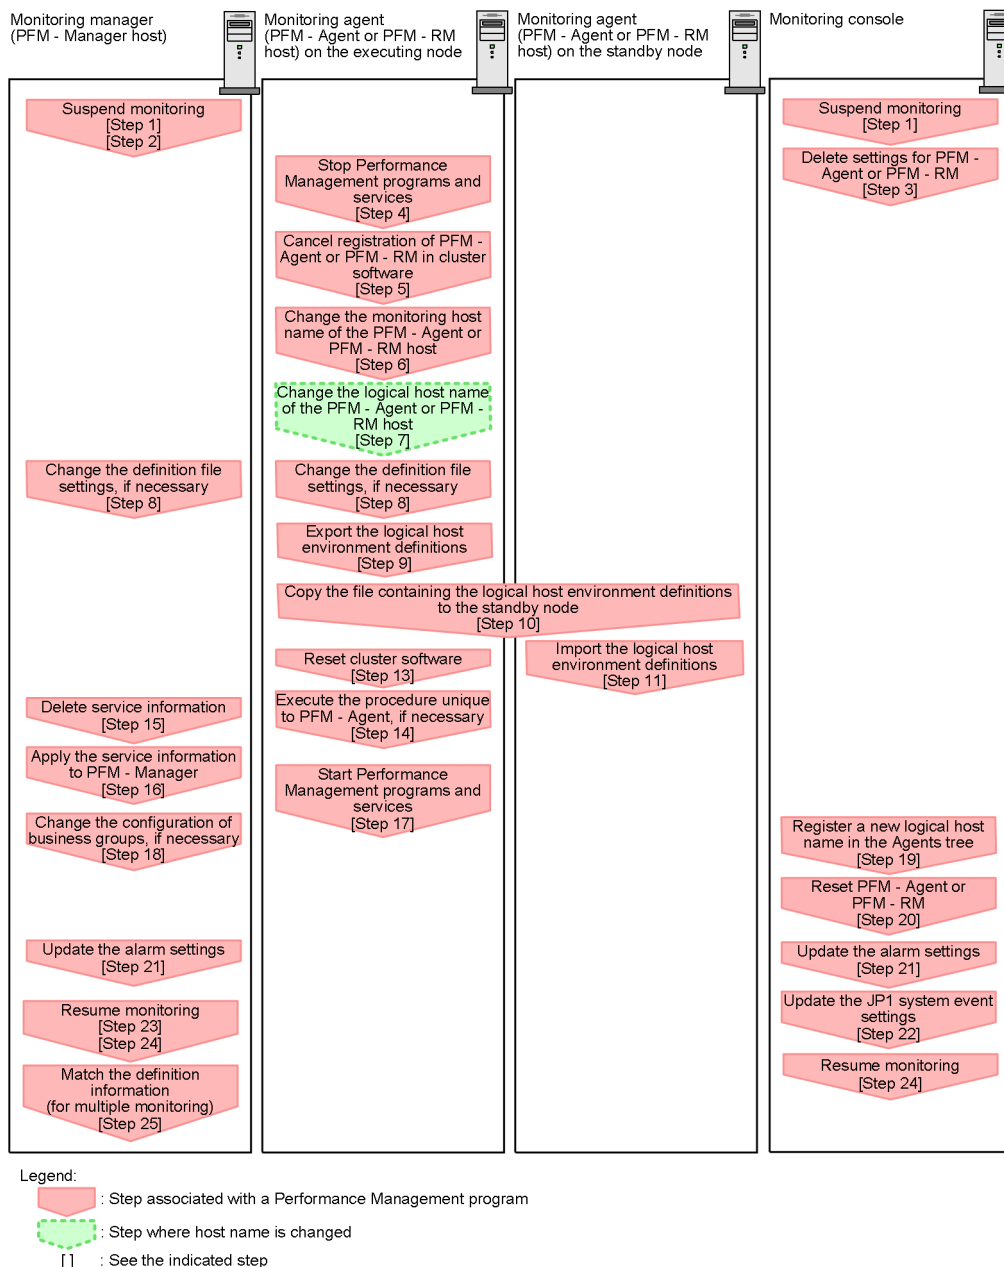 Monitoring manager
(PFM - Manager host)
Monitoring agent
(PFM - Agent or PFM - RM
host) on the executing node
Monitoring agent
(PFM - Agent or PFM - RM
host) on the standby node
Monitoring console
Suspend monitoring
[Step 1]
[Step 2]
Suspend monitoring
[Step 1]
Delete settings for PFM -
Agent or PFM - RM
[Step 3]
Stop Performance
Management programs and
services
[Step 4]
Cancel registration of PFM -
Agent or PFM - RM in cluster
software
[Step 5]
Change the monitoring host
name of the PFM - Agent or
PFM - RM host
[Step 6]
Change the logical host name
of the PFM - Agent or PFM -
RM host
[Step 7]
Change the definition file
settings, if necessary
[Step 8]
Change the definition file
settings, if necessary
[Step 8]
Export the logical host
environment definitions
[Step 9]
Copy the file containing the logical host environment definitions
to the standby node
[Step 10]
Import the logical host
environment definitions
[Step 11]
Reset cluster software
[Step 13]
Execute the procedure unique
to PFM - Agent, if necessary
[Step 14]
Delete service information
[Step 15]
Apply the service information
to PFM - Manager
[Step 16]
Start Performance
Management programs and
services
[Step 17]
Change the configuration of
business groups, if necessary
[Step 18]
Register a new logical host
name in the Agents tree
[Step 19]
Reset PFM - Agent or
PFM - RM
[Step 20]
Update the alarm settings
[Step 21]
Update the alarm settings
[Step 21]
Update the JP1 system event
settings
[Step 22]
Resume monitoring
[Step 23]
[Step 24]
Resume monitoring
[Step 24]
Match the definition
information
(for multiple monitoring)
[Step 25]
Legend:
: Step associated with a Performance Management program
: Step where host name is changed
[ ] : See the indicated step